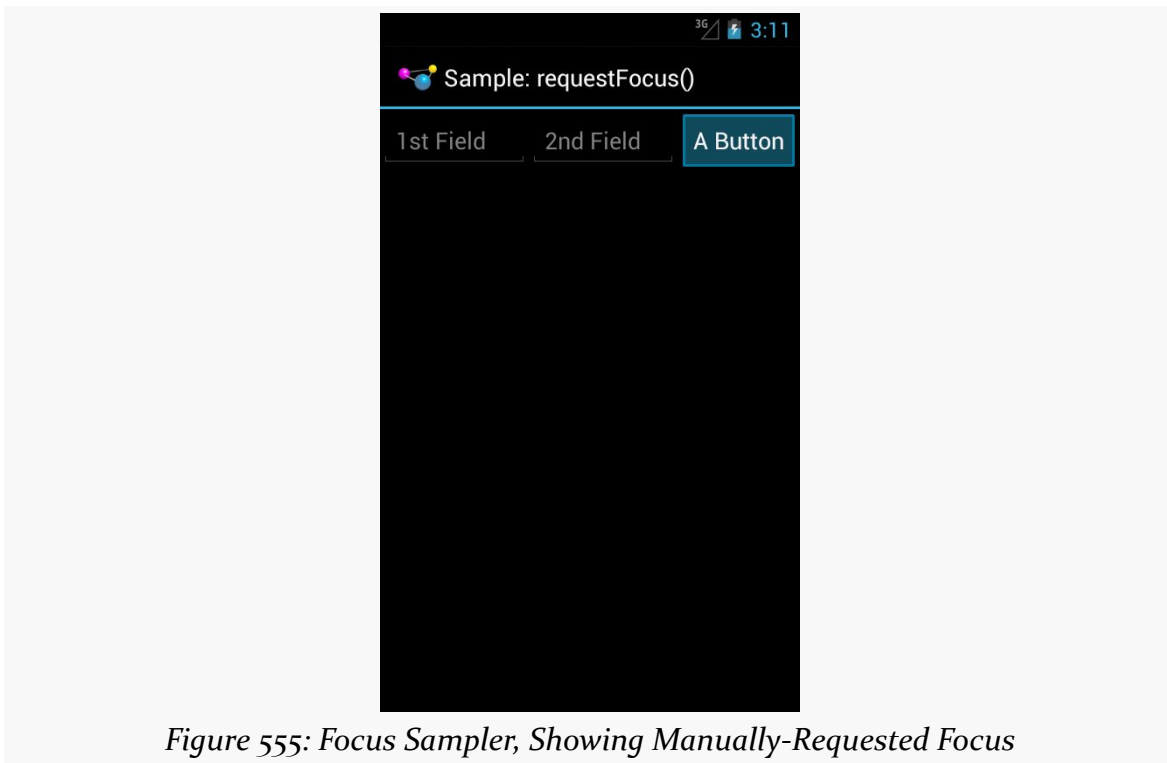 3G 3:11
Sample: requestFocus()
1st Field 2nd Field A Button
Figure 555: Focus Sampler, Showing Manually-Requested Focus